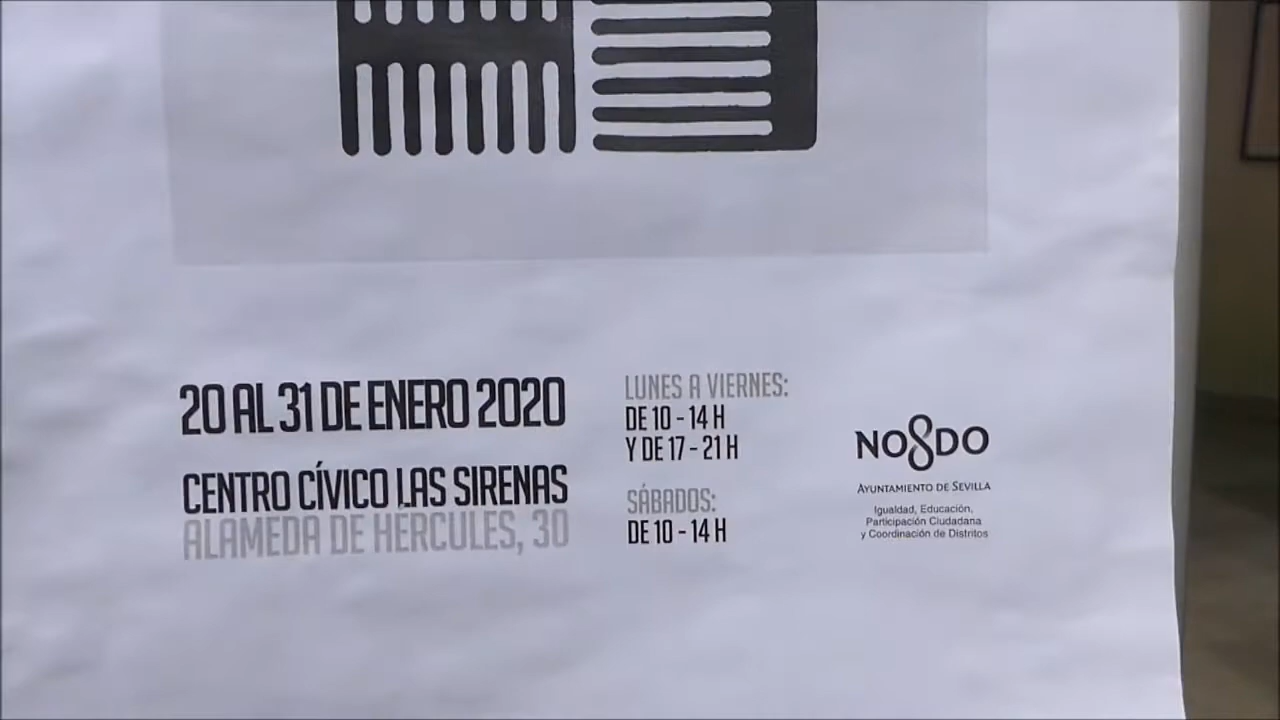 20 AL 31 DE ENERO 2020
CENTRO CÍVICO LAS SIRENAS
ALAMEDA DE HÉRCULES, 30
LUNES A VIERNES:
DE 10 - 14 H
Y DE 17 - 21 H
SÁBADOS:
DE 10 - 14 H
NO8DO
AYUNTAMIENTO DE SEVILLA
Igualdad, Educación,
Participación Ciudadana
y Coordinación de Distritos